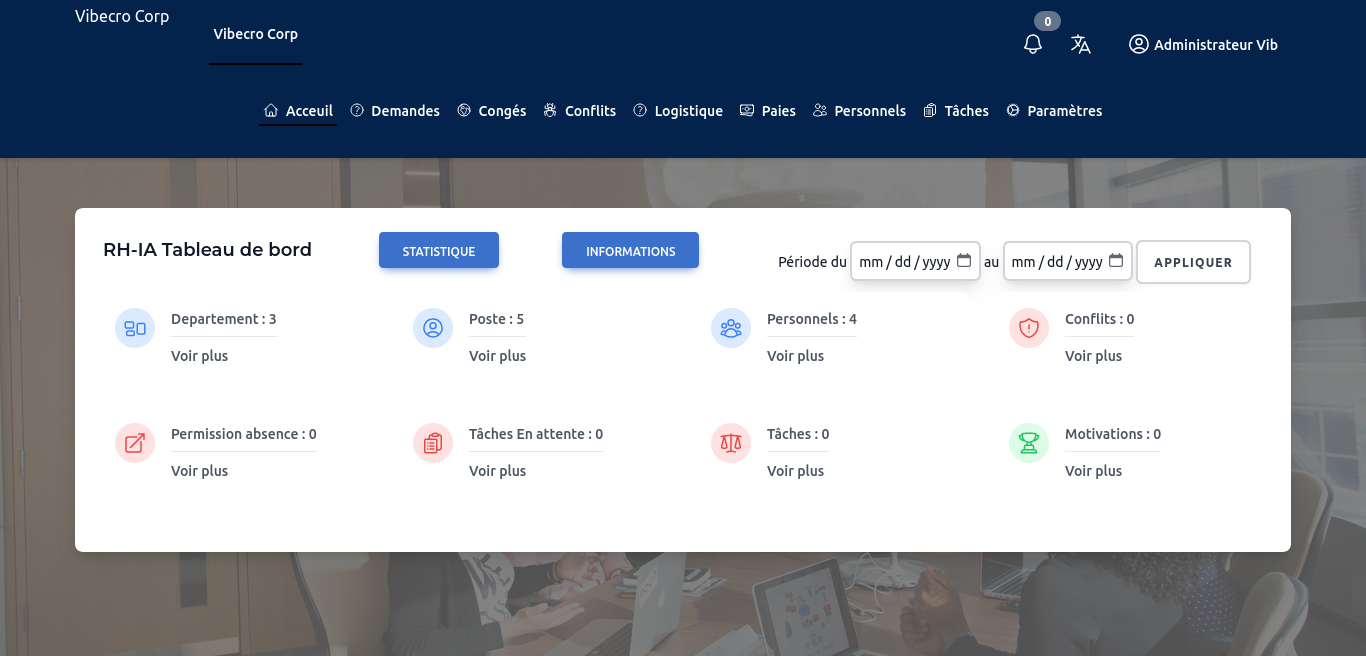 Vibecro Corp
Vibecro Corp
0
Administrateur Vib
Acceuil Demandes Congés Conflits Logistique Paies Personnels Tâches Paramètres
RH-IA Tableau de bord STATISTIQUE INFORMATIONS Période du mm / dd / yyyy au mm / dd / yyyy APPLIQUER
Departement : 3 Poste : 5 Personnels : 4 Conflits : 0
Voir plus Voir plus Voir plus Voir plus
Permission absence : 0 Tâches En attente : 0 Tâches : 0 Motivations : 0
Voir plus Voir plus Voir plus Voir plus